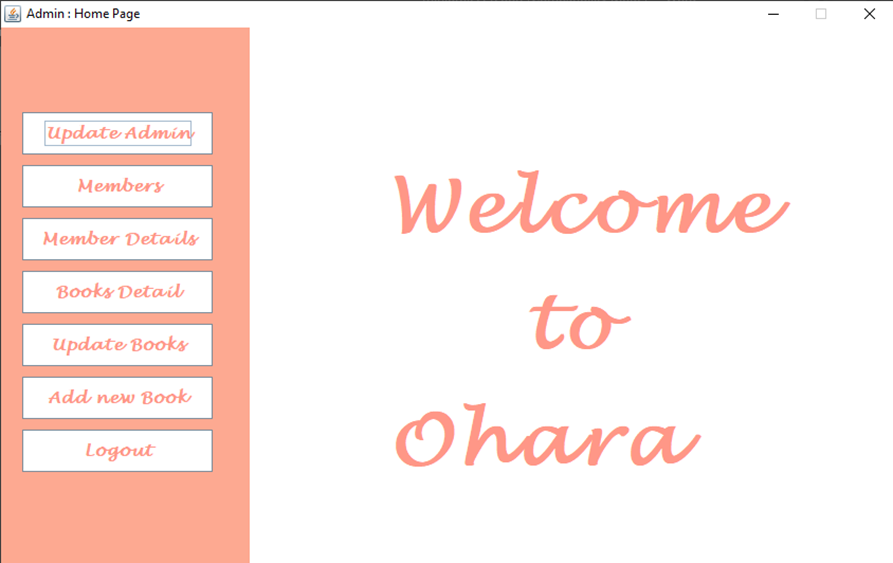 Admin : Home Page
Update Admin
Members
Member Details
Books Detail
Update Books
Add new Book
Logout
Welcome
to
Ohara